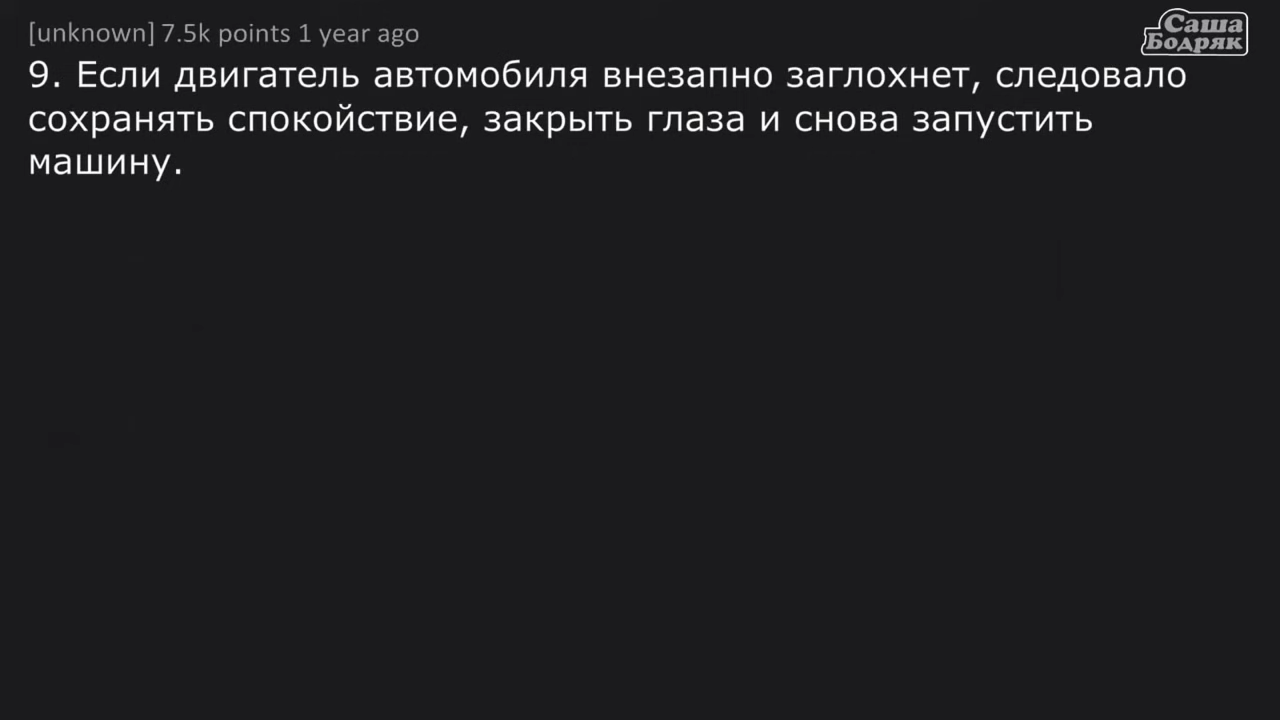 [unknown] 7.5k points 1 year ago
Саша
Бодряк
9. Если двигатель автомобиля внезапно заглохнет, следовало
сохранять спокойствие, закрыть глаза и снова запустить
машину.